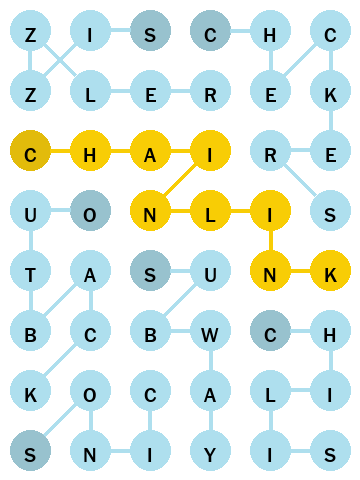 Z I S C H C
Z L E R E K
C H A I R E
U O N L I S
T A S U N K
B C B W C H
K O C A L I
S N I Y I S